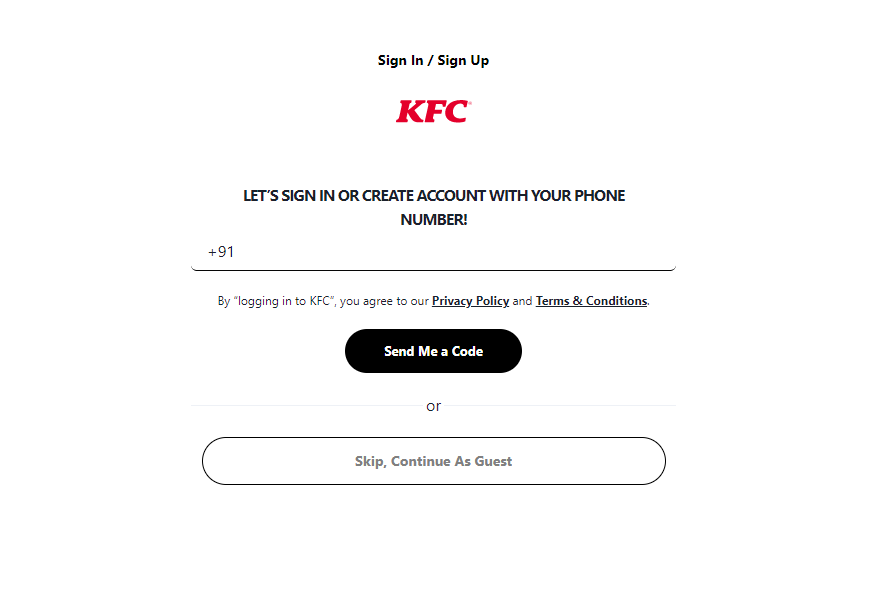 Sign In / Sign Up
KFC
LET'S SIGN IN OR CREATE ACCOUNT WITH YOUR PHONE
NUMBER!
+91
By “logging in to KFC”, you agree to our Privacy Policy and Terms & Conditions.
Send Me a Code
or
Skip, Continue As Guest